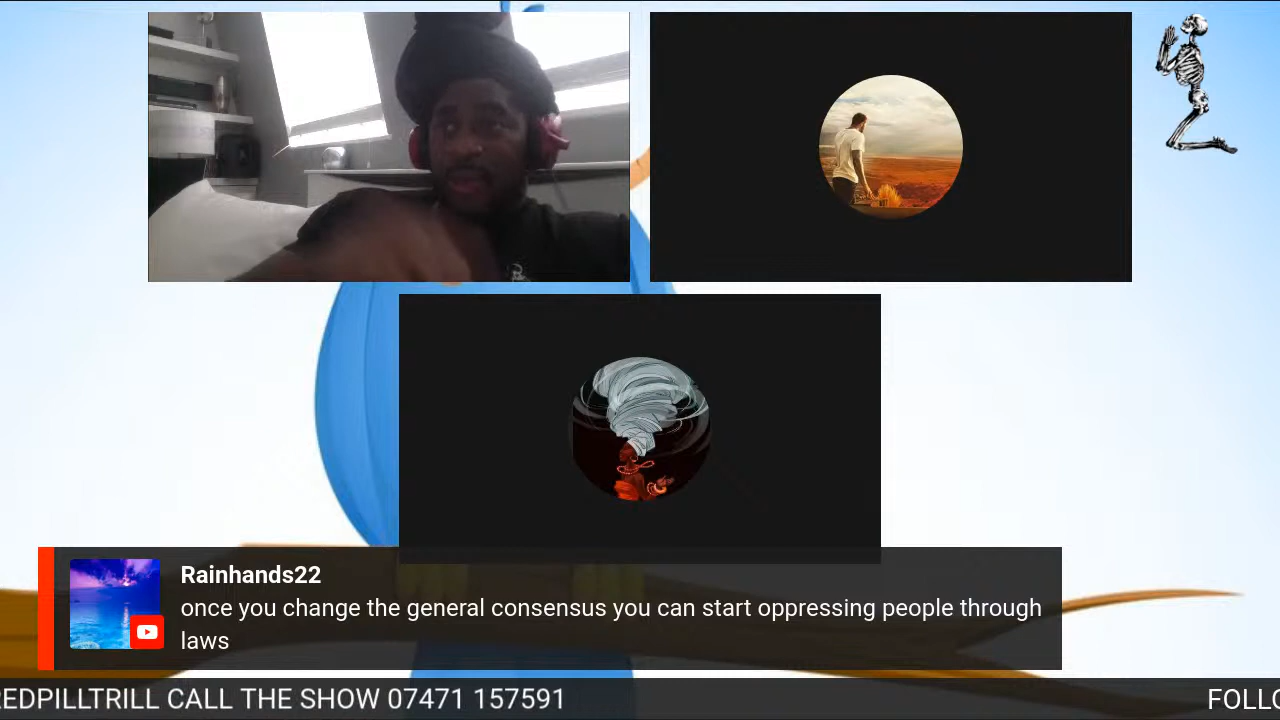 Rainhands22
once you change the general consensus you can start oppressing people through
laws
EDPILLTRILL CALL THE SHOW 07471 157591
FOLLO